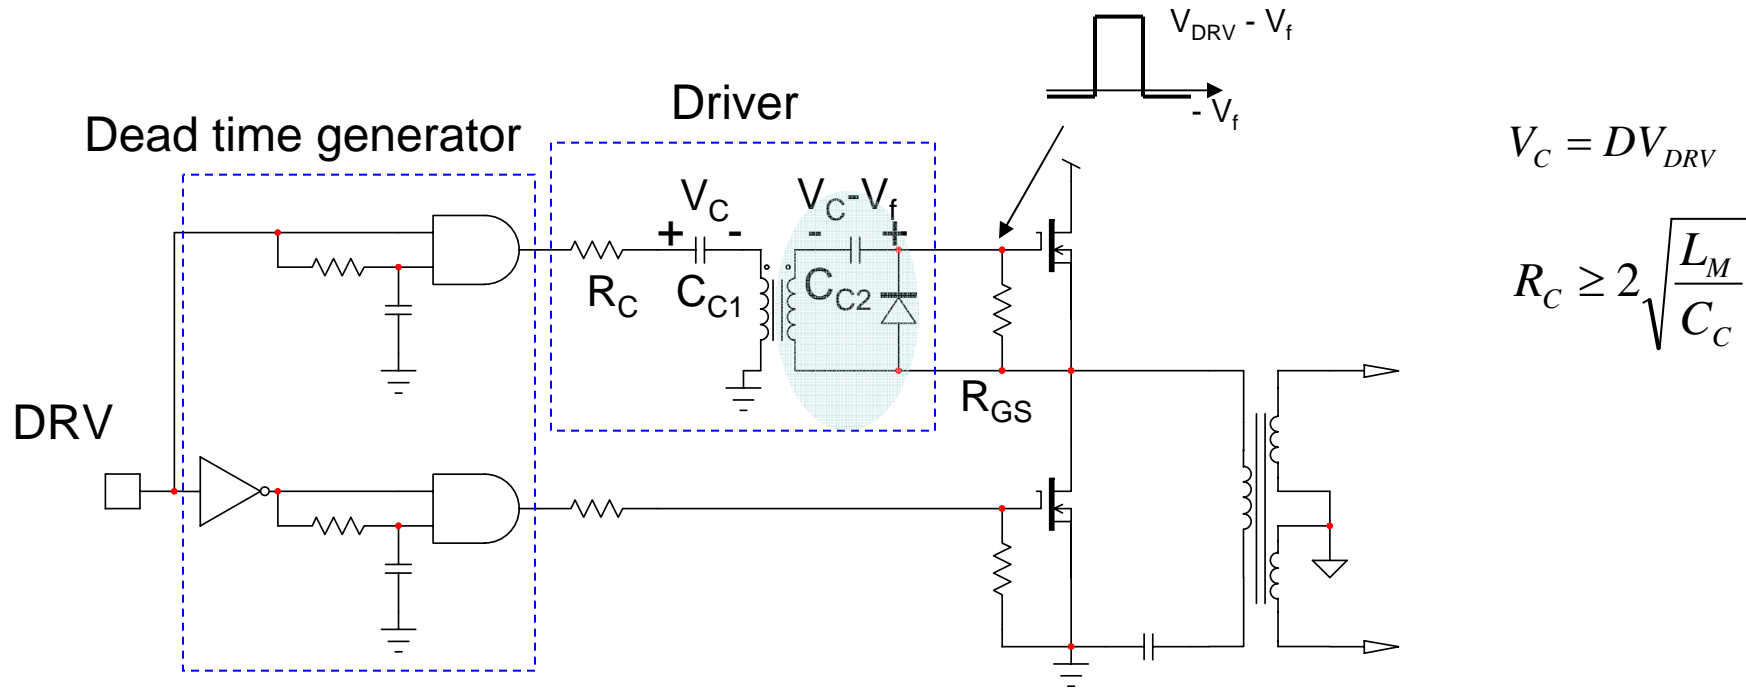 V_DRV - V_f
- V_f
Driver
Dead time generator
V_C = DV_DRV
V_C
V_C-V_f
+ -
- +
R_C
C_C1
C_C2
R_C ≥ 2√(L_M/C_C)
R_GS
DRV